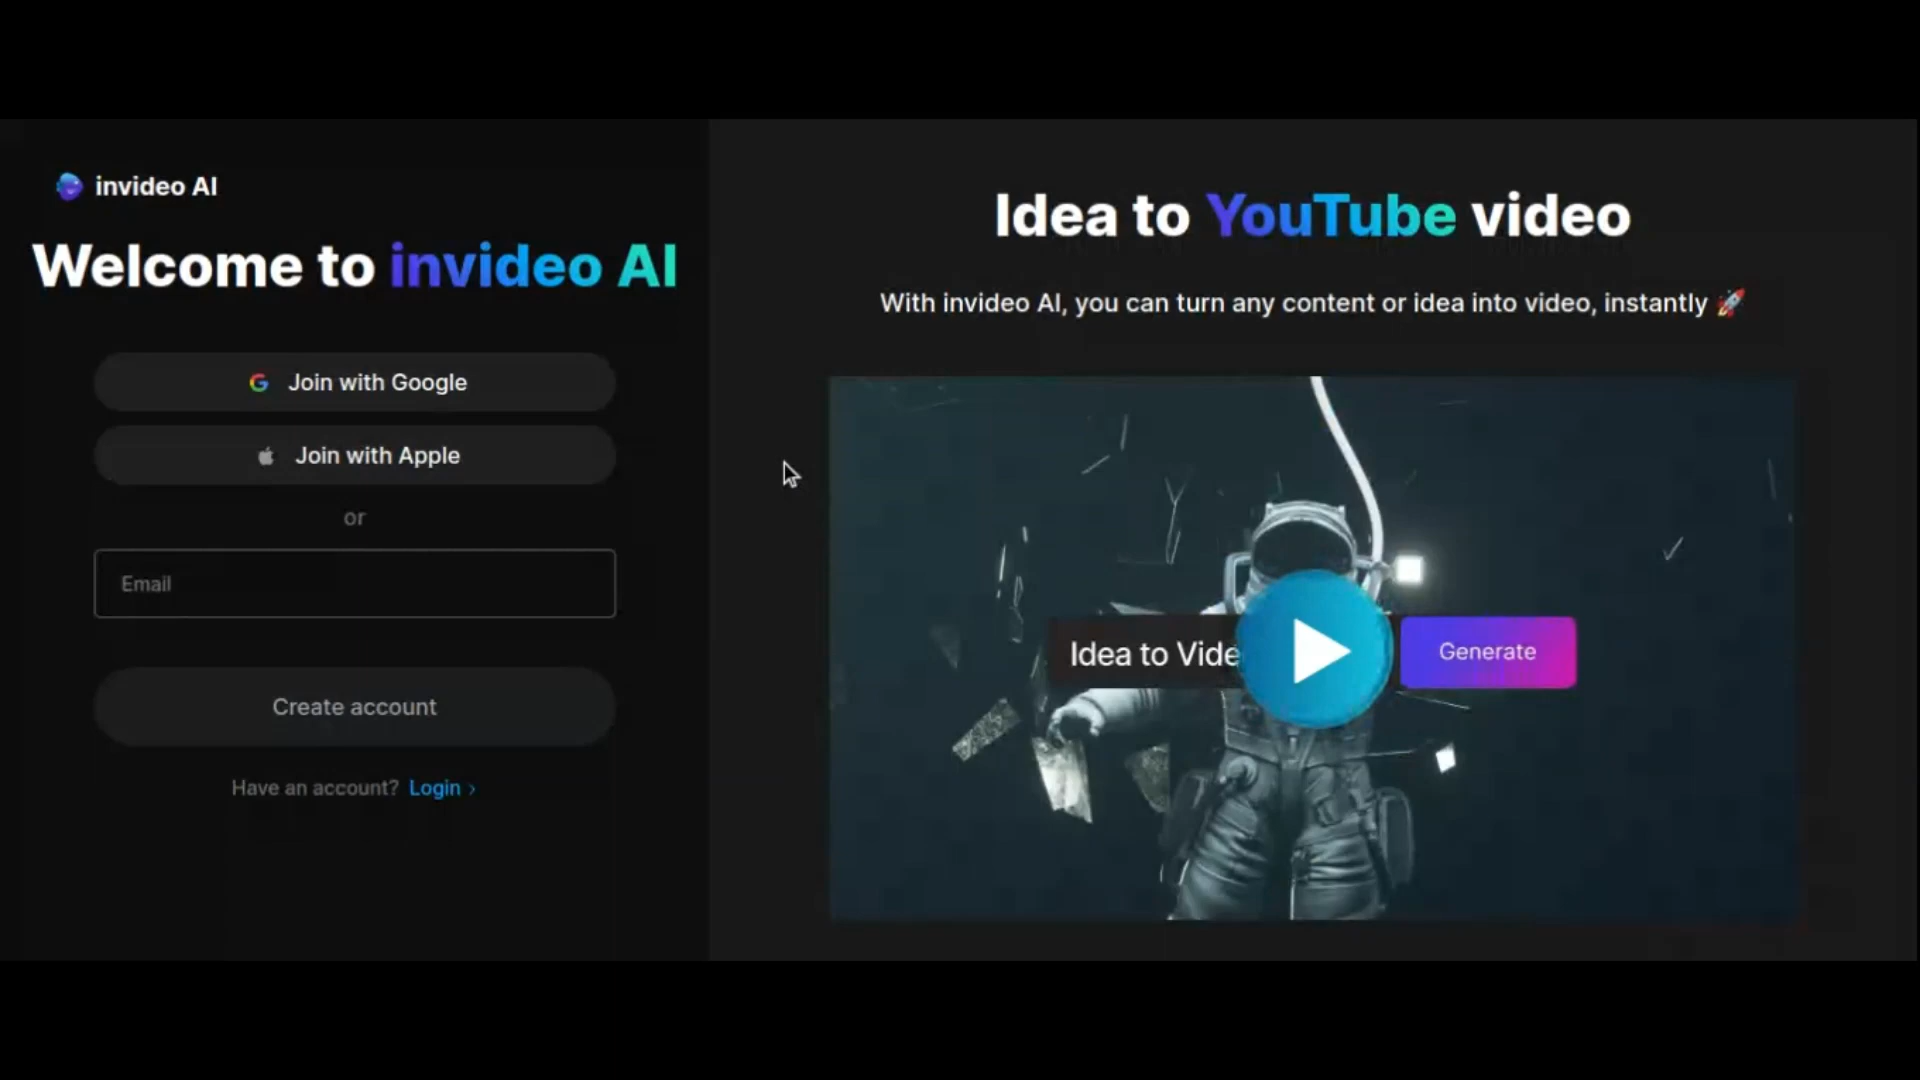 invideo AI
Welcome to invideo AI
Join with Google
Join with Apple
or
Email
Create account
Have an account? Login ›
Idea to YouTube video
With invideo AI, you can turn any content or idea into video, instantly 🚀
Idea to Vide
Generate